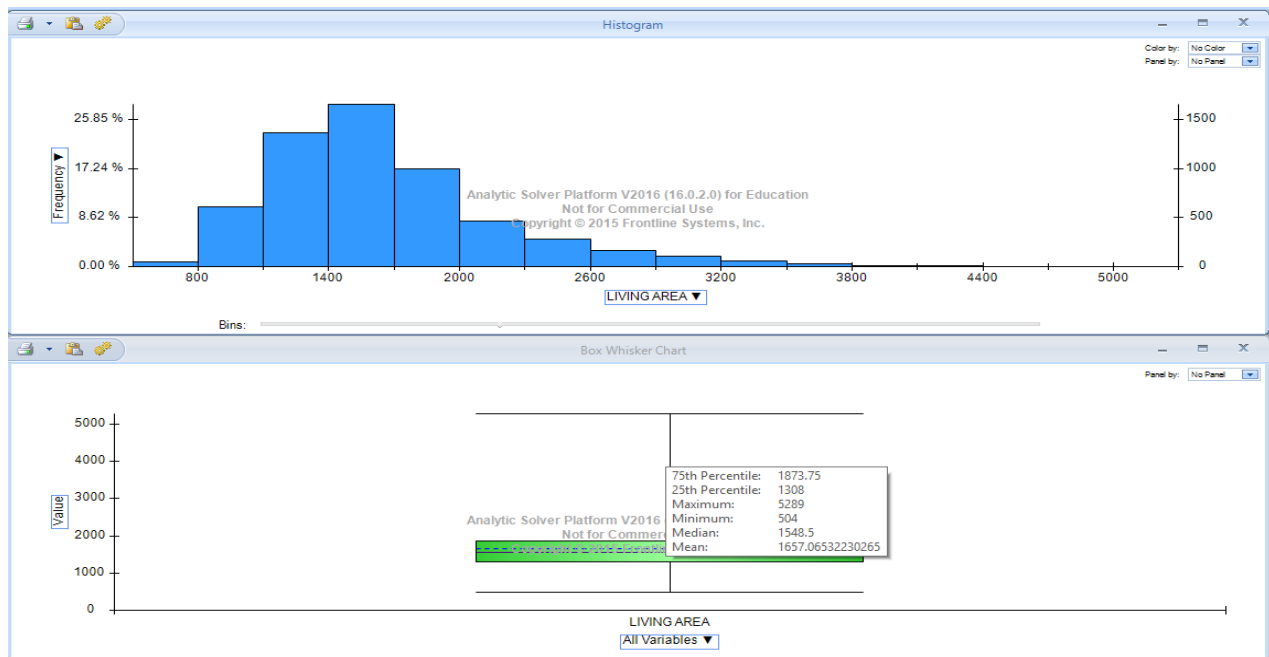 Histogram
Color by: No Color
Panel by: No Panel
25.85 %
17.24 %
8.62 %
0.00 %
Frequency ▼
1500
1000
500
0
Analytic Solver Platform V2016 (16.0.2.0) for Education
Not for Commercial Use
Copyright © 2015 Frontline Systems, Inc.
800 1400 2000 2600 3200 3800 4400 5000
LIVING AREA ▼
Bins:
Box Whisker Chart
Panel by: No Panel
5000
4000
3000
2000
1000
0
Value
75th Percentile: 1873.75
25th Percentile: 1308
Maximum: 5289
Minimum: 504
Median: 1548.5
Mean: 1657.06532230265
Analytic Solver Platform V2016
Not for Commer
LIVING AREA
All Variables ▼